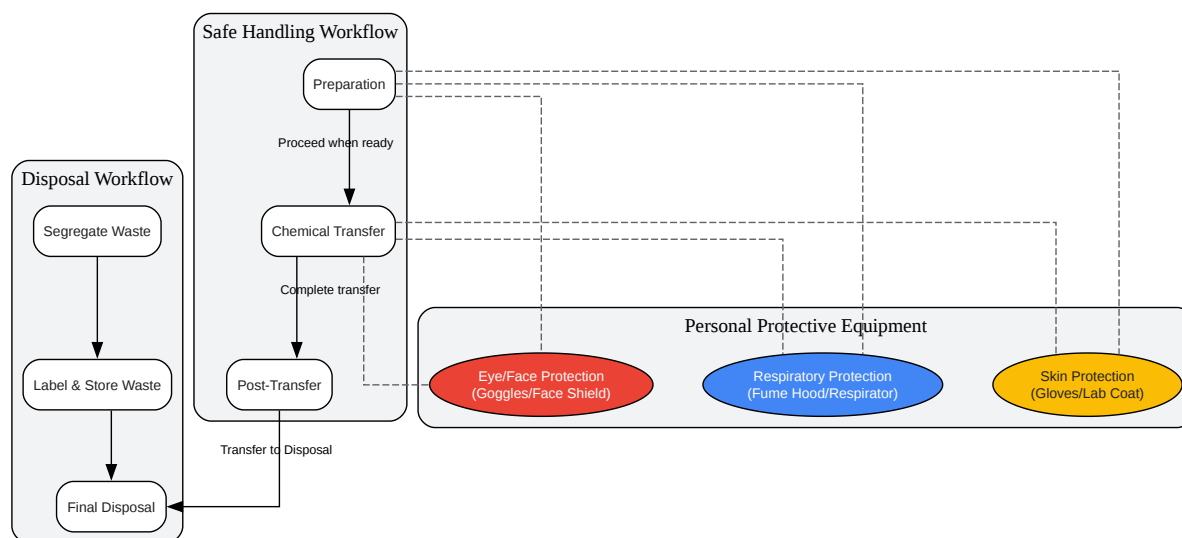 Safe Handling Workflow
Preparation
Proceed when ready
Chemical Transfer
Complete transfer
Post-Transfer
Transfer to Disposal
Disposal Workflow
Segregate Waste
Label & Store Waste
Final Disposal
Personal Protective Equipment
Eye/Face Protection
(Goggles/Face Shield)
Respiratory Protection
(Fume Hood/Respirator)
Skin Protection
(Gloves/Lab Coat)